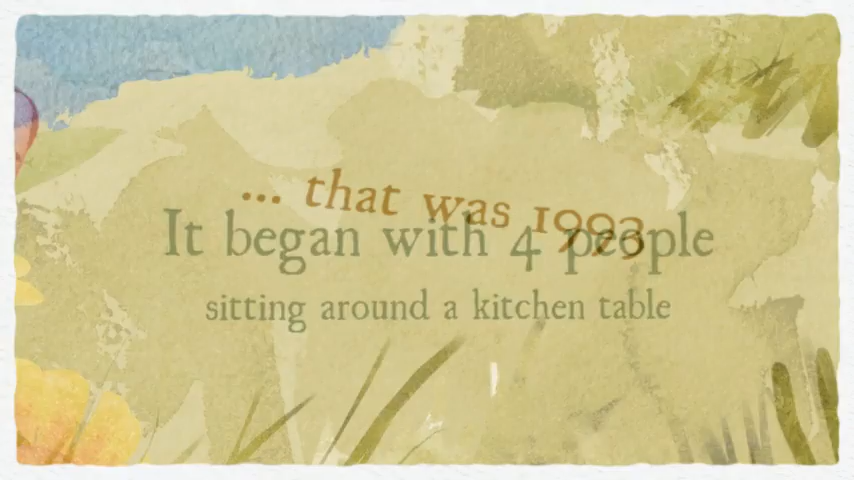 ... that was 1993
It began with 4 people
sitting around a kitchen table